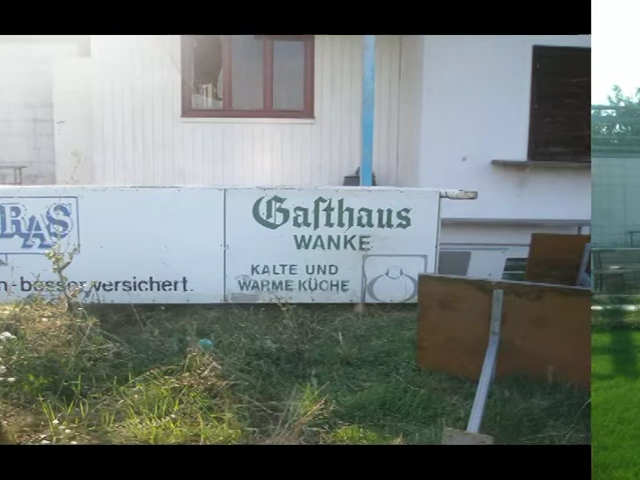 RAS
besser versichert.
Gasthaus
WANKE
KALTE UND
WARME KÜCHE